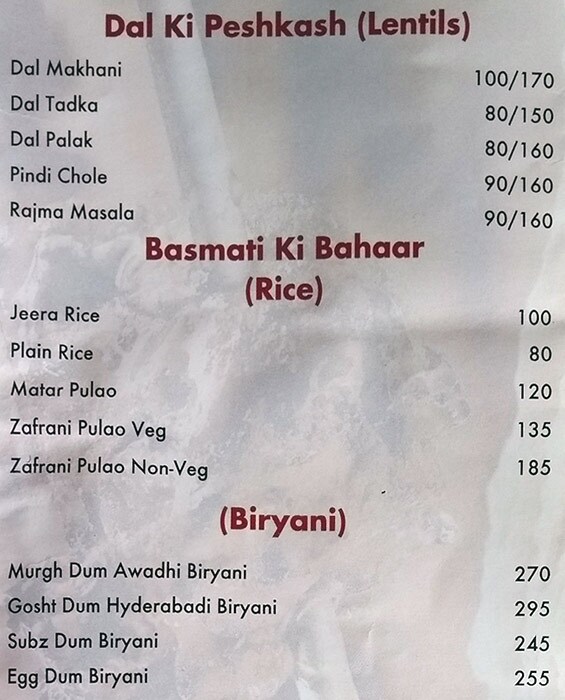 Dal Ki Peshkash (Lentils)
Dal Makhani 100/170
Dal Tadka 80/150
Dal Palak 80/160
Pindi Chole 90/160
Rajma Masala 90/160
Basmati Ki Bahaar
(Rice)
Jeera Rice 100
Plain Rice 80
Matar Pulao 120
Zafrani Pulao Veg 135
Zafrani Pulao Non-Veg 185
(Biryani)
Murgh Dum Awadhi Biryani 270
Gosht Dum Hyderabadi Biryani 295
Subz Dum Biryani 245
Egg Dum Biryani 255